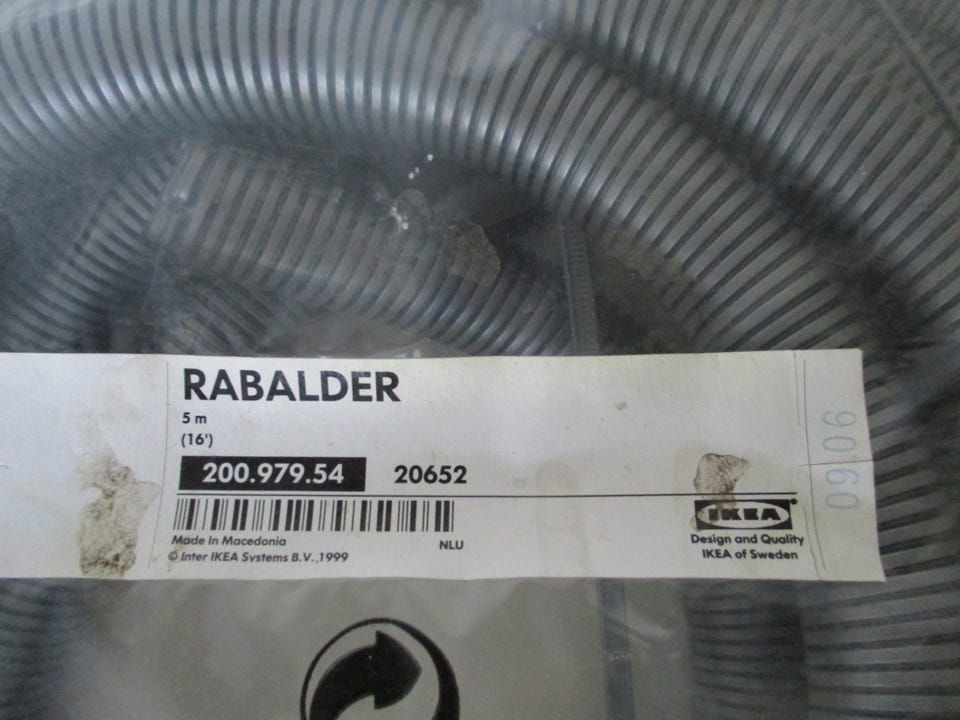 RABALDER
5 m
(16')
200.979.54 20652
Made In Macedonia
© Inter IKEA Systems B.V., 1999
NLU
IKEA
Design and Quality
IKEA of Sweden
0906